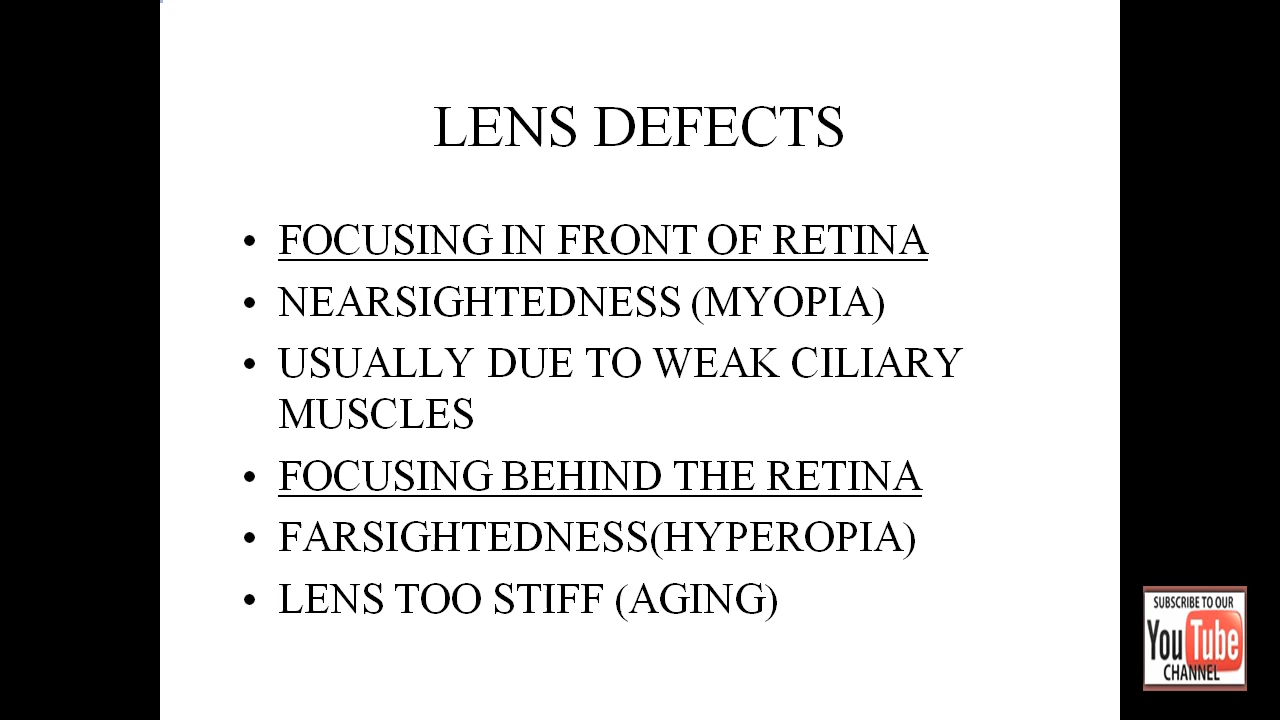 LENS DEFECTS
• FOCUSING IN FRONT OF RETINA
• NEARSIGHTEDNESS (MYOPIA)
• USUALLY DUE TO WEAK CILIARY
MUSCLES
• FOCUSING BEHIND THE RETINA
• FARSIGHTEDNESS(HYPEROPIA)
• LENS TOO STIFF (AGING)
SUBSCRIBE TO OUR
YouTube
CHANNEL